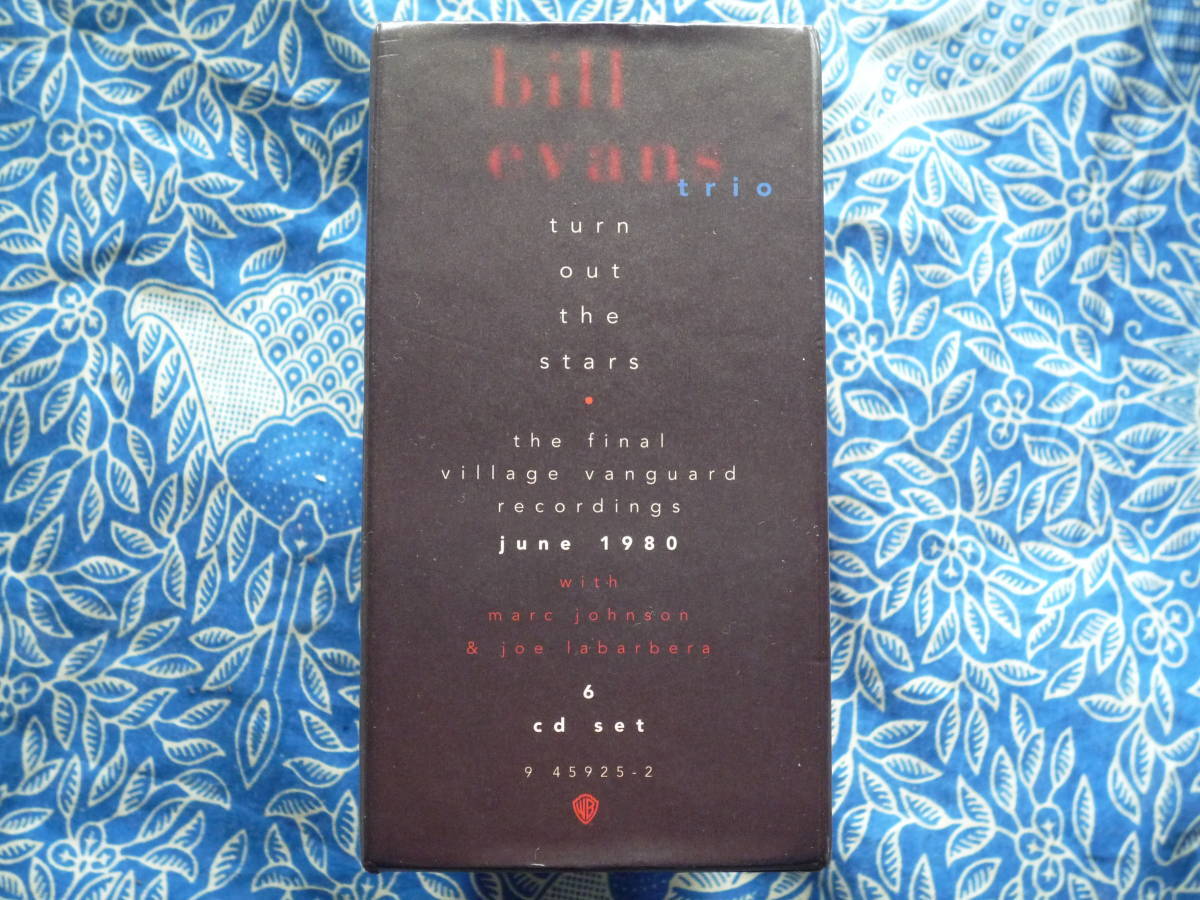 bill
evans
trio
turn
out
the
stars
•
the final
village vanguard
recordings
june 1980
with
marc johnson
& joe labarbera
6
cd set
9 45925-2
WB